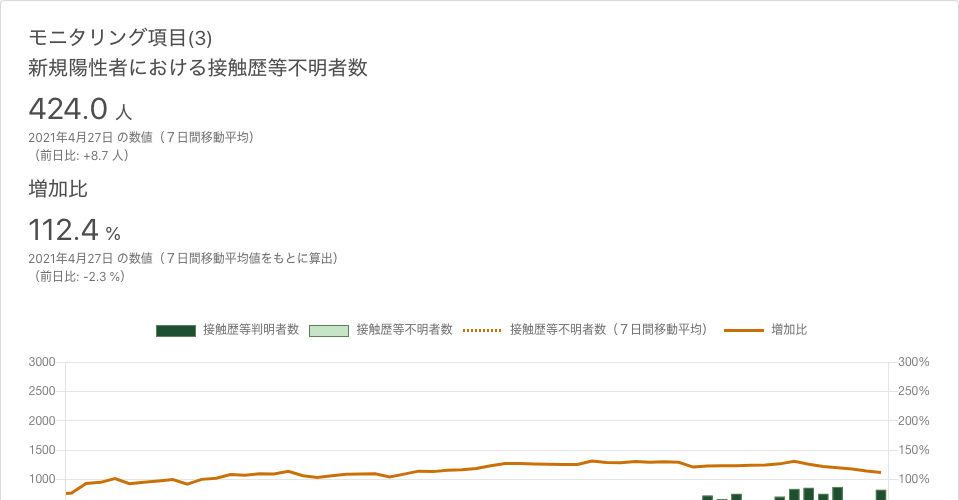 モニタリング項目(3)
新規陽性者における接触歴等不明者数
424.0 人
2021年4月27日 の数値（７日間移動平均）
（前日比: +8.7 人）
増加比
112.4 %
2021年4月27日 の数値（７日間移動平均値をもとに算出）
（前日比: -2.3 %）
接触歴等判明者数 接触歴等不明者数 接触歴等不明者数（７日間移動平均） 増加比
3000 300%
2500 250%
2000 200%
1500 150%
1000 100%